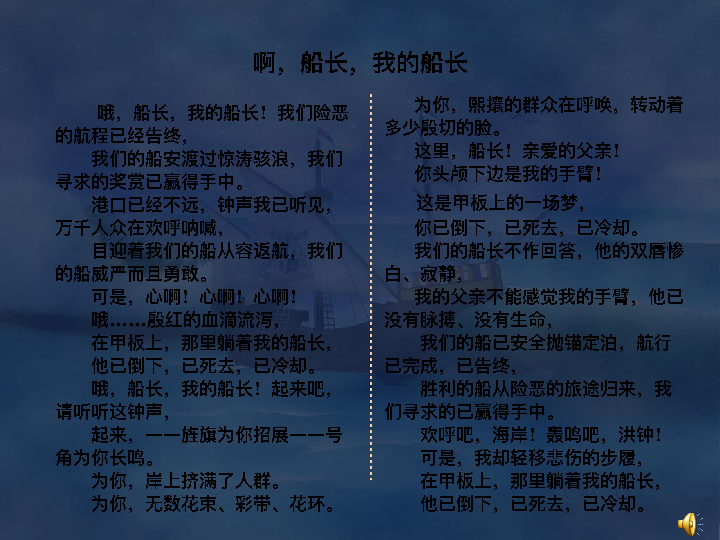 啊，船长，我的船长
哦，船长，我的船长！我们险恶
的航程已经告终，
我们的船安渡过惊涛骇浪，我们
寻求的奖赏已赢得手中。
港口已经不远，钟声我已听见，
万千人众在欢呼呐喊，
目迎着我们的船从容返航，我们
的船威严而且勇敢。
可是，心啊！心啊！心啊！
哦……殷红的血滴流泻，
在甲板上，那里躺着我的船长，
他已倒下，已死去，已冷却。
哦，船长，我的船长！起来吧，
请听听这钟声，
起来，——旌旗为你招展——号
角为你长鸣。
为你，岸上挤满了人群。
为你，无数花束、彩带、花环。
为你，熙攘的群众在呼唤，转动着
多少殷切的脸。
这里，船长！亲爱的父亲！
你头颅下边是我的手臂！
这是甲板上的一场梦，
你已倒下，已死去，已冷却。
我们的船长不作回答，他的双唇惨
白、寂静，
我的父亲不能感觉我的手臂，他已
没有脉搏、没有生命，
我们的船已安全抛锚定泊，航行
已完成，已告终，
胜利的船从险恶的旅途归来，我
们寻求的已赢得手中。
欢呼吧，海岸！轰鸣吧，洪钟！
可是，我却轻移悲伤的步履，
在甲板上，那里躺着我的船长，
他已倒下，已死去，已冷却。